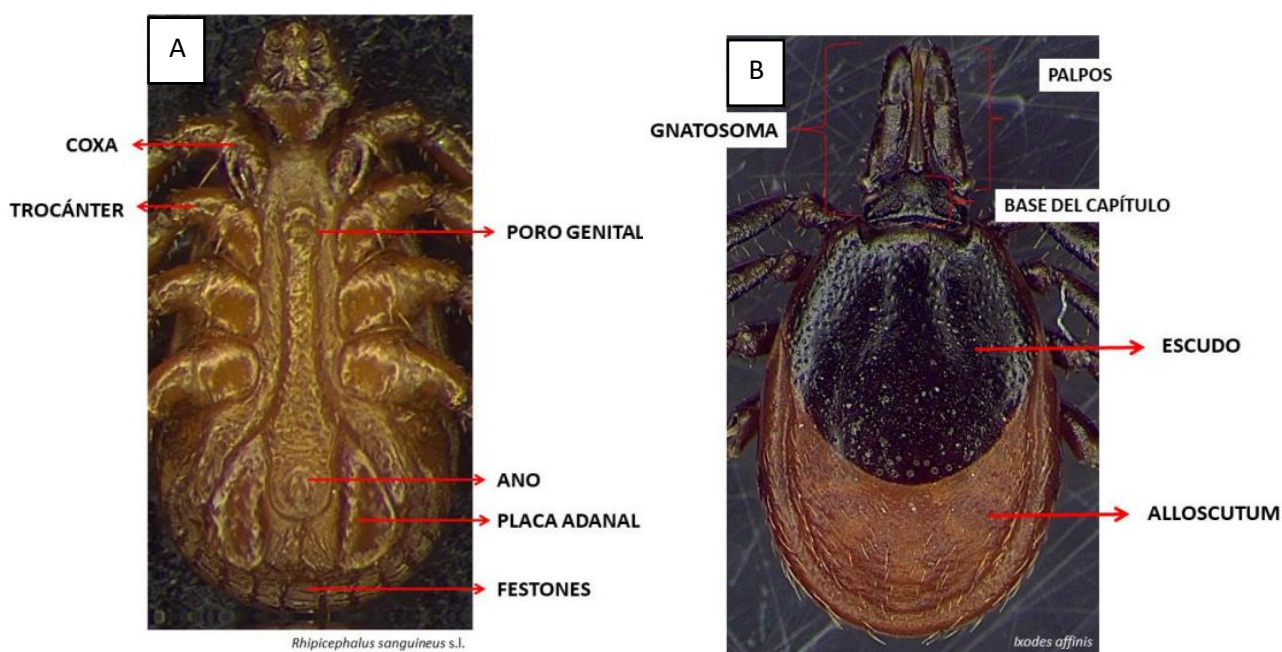 A
COXA
TROCÁNTER
PORO GENITAL
ANO
PLACA ADANAL
FESTONES
Rhipicephalus sanguineus s.l.
B
PALPOS
GNATOSOMA
BASE DEL CAPÍTULO
ESCUDO
ALLOSCUTUM
Ixodes affinis